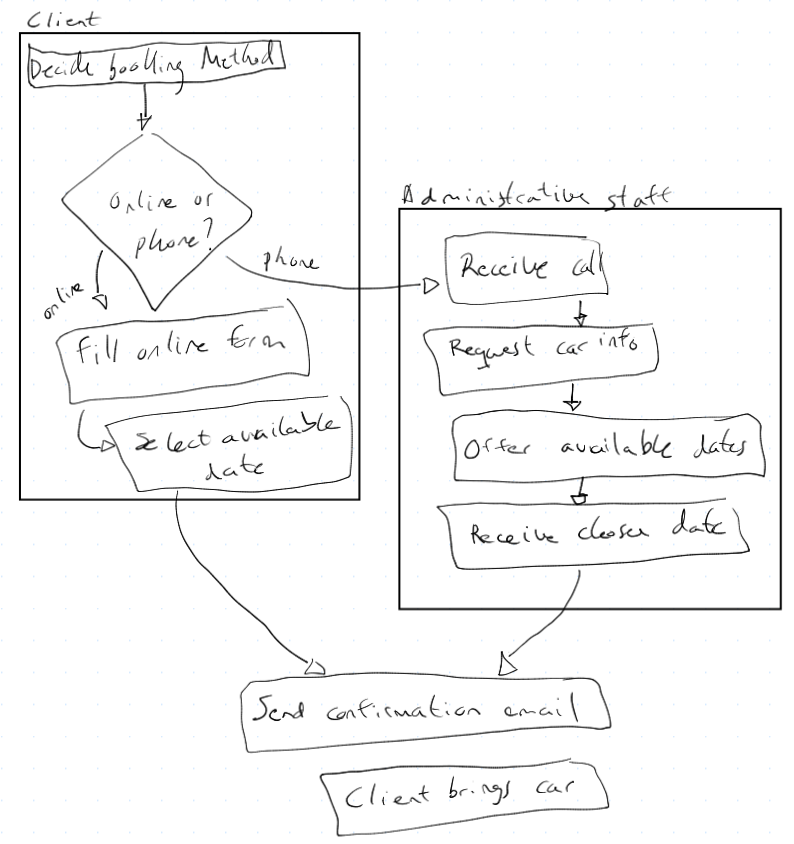 Client
Decide booking Method
online or
phone?
phone
online
Fill online form
Select available
date
Administrative staff
Receive call
Request car info
Offer available dates
Receive chosen date
Send confirmation email
Client brings car